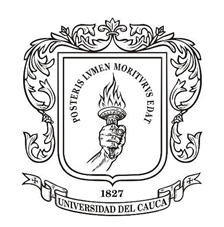 POSTERIS LVMEN MORITVRVS EDAT
1827
UNIVERSIDAD DEL CAUCA